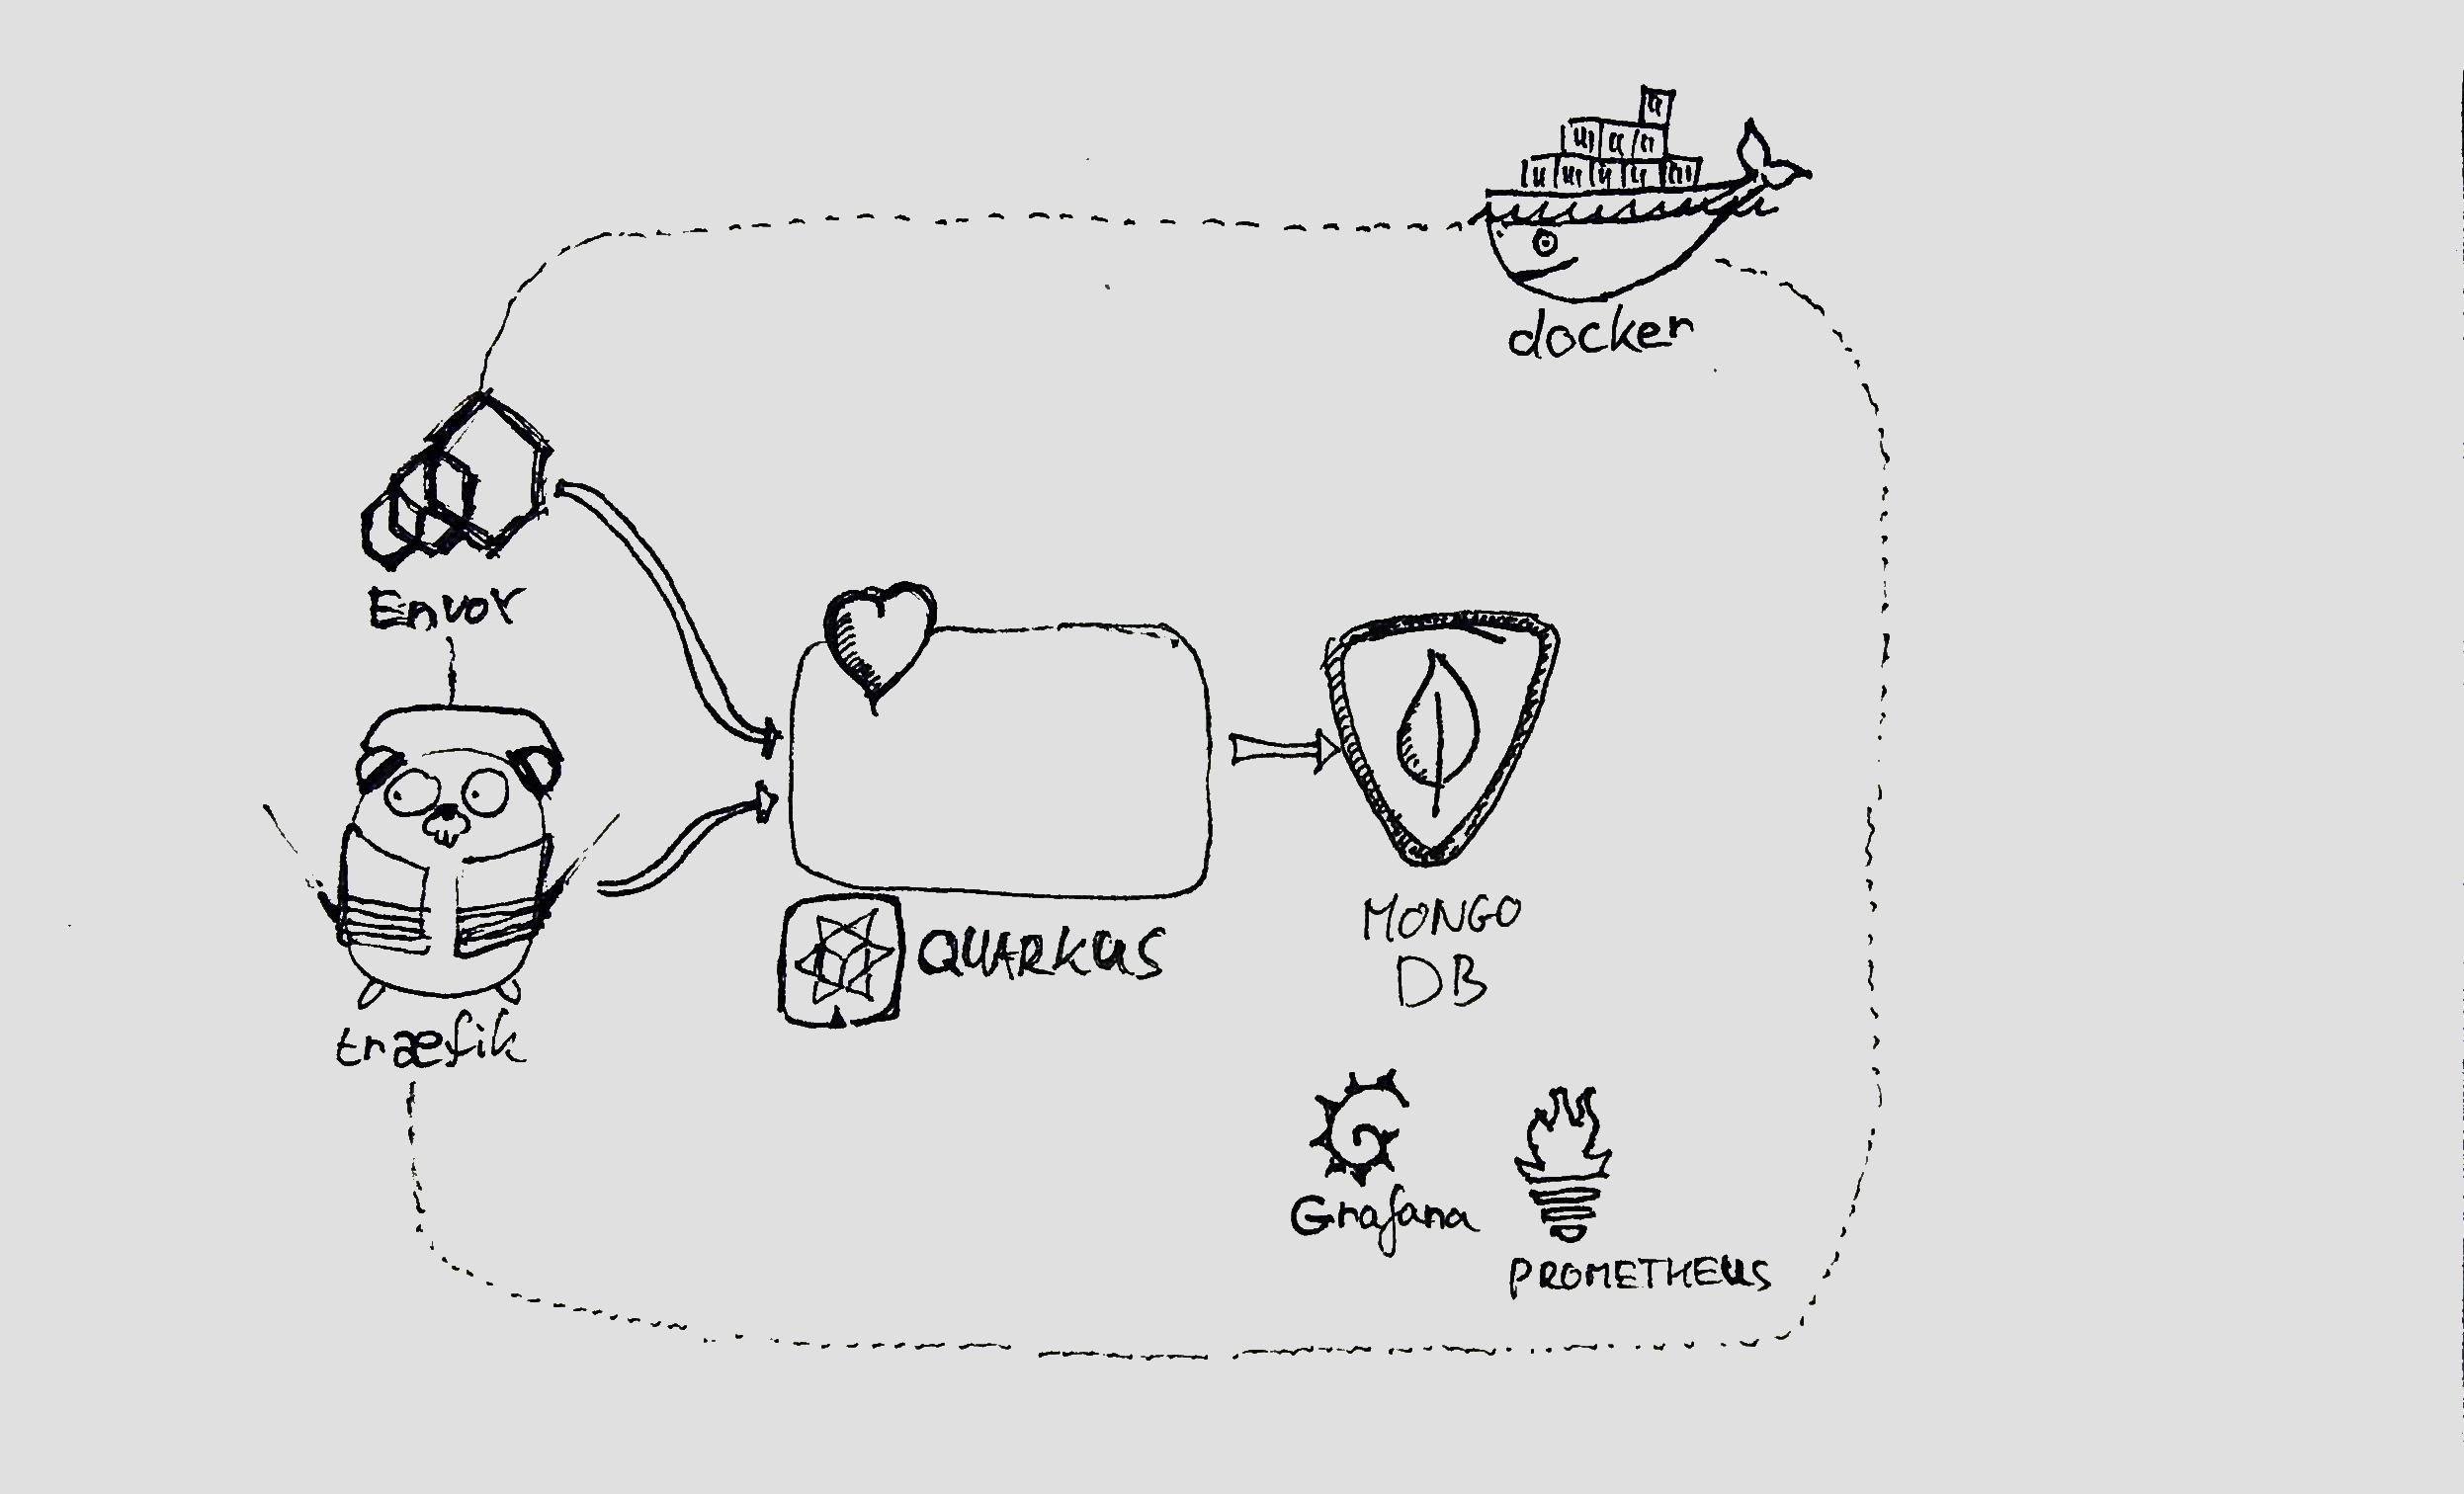 docker
Envoy
QUARKUS
MONGO
DB
træfik
Grafana
PROMETHEUS